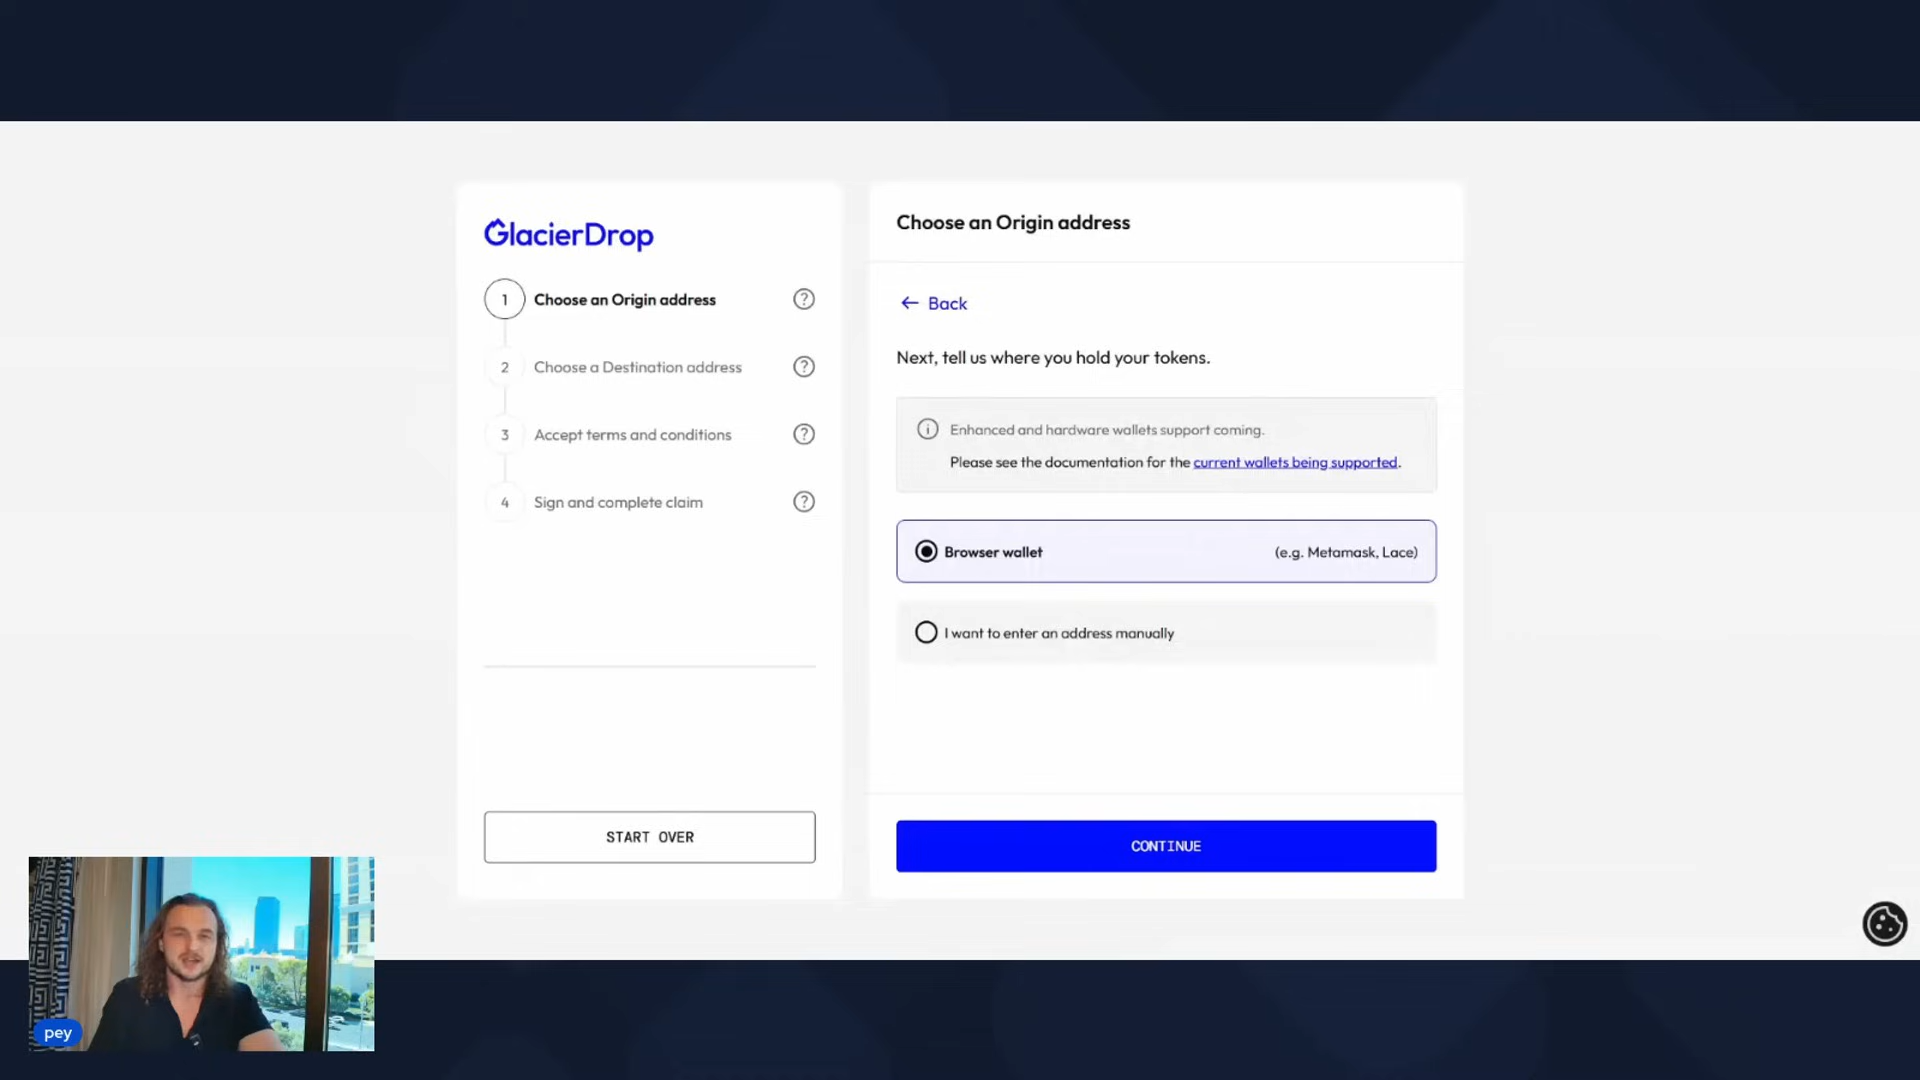 GlacierDrop
1 Choose an Origin address
2 Choose a Destination address
3 Accept terms and conditions
4 Sign and complete claim
START OVER
Choose an Origin address
← Back
Next, tell us where you hold your tokens.
Enhanced and hardware wallets support coming.
Please see the documentation for the current wallets being supported.
Browser wallet (e.g. Metamask, Lace)
I want to enter an address manually
CONTINUE
pey